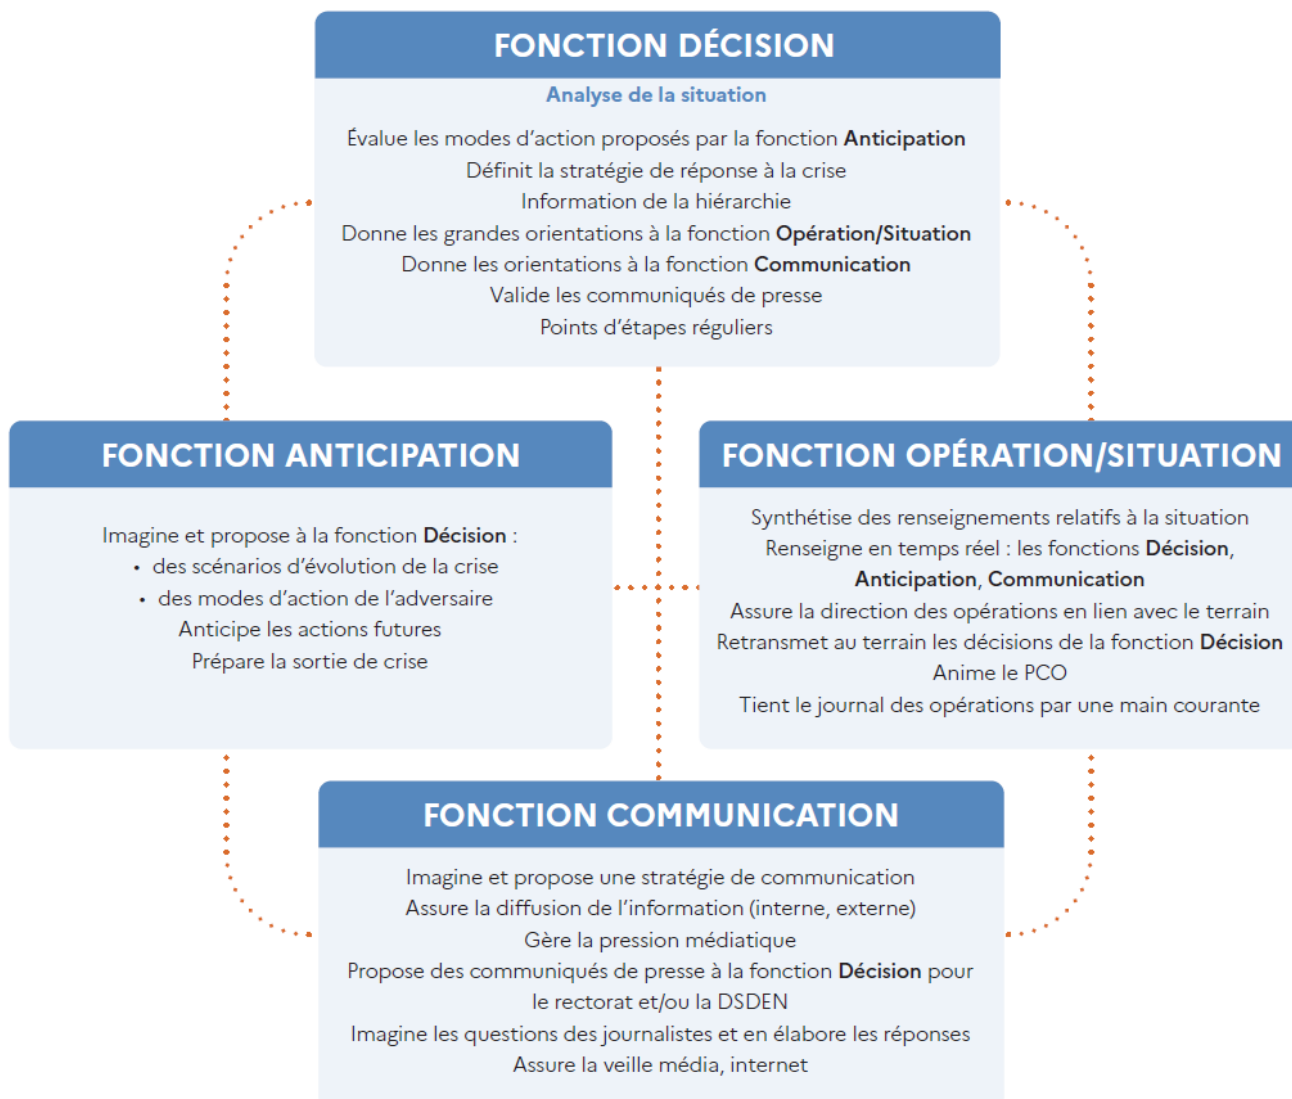 FONCTION DÉCISION
Analyse de la situation
Évalue les modes d’action proposés par la fonction Anticipation
Définit la stratégie de réponse à la crise
Information de la hiérarchie
Donne les grandes orientations à la fonction Opération/Situation
Donne les orientations à la fonction Communication
Valide les communiqués de presse
Points d’étapes réguliers
FONCTION ANTICIPATION
Imagine et propose à la fonction Décision :
• des scénarios d’évolution de la crise
• des modes d’action de l’adversaire
Anticipe les actions futures
Prépare la sortie de crise
FONCTION OPÉRATION/SITUATION
Synthétise des renseignements relatifs à la situation
Renseigne en temps réel : les fonctions Décision,
Anticipation, Communication
Assure la direction des opérations en lien avec le terrain
Retransmet au terrain les décisions de la fonction Décision
Anime le PCO
Tient le journal des opérations par une main courante
FONCTION COMMUNICATION
Imagine et propose une stratégie de communication
Assure la diffusion de l’information (interne, externe)
Gère la pression médiatique
Propose des communiqués de presse à la fonction Décision pour
le rectorat et/ou la DSDEN
Imagine les questions des journalistes et en élabore les réponses
Assure la veille média, internet